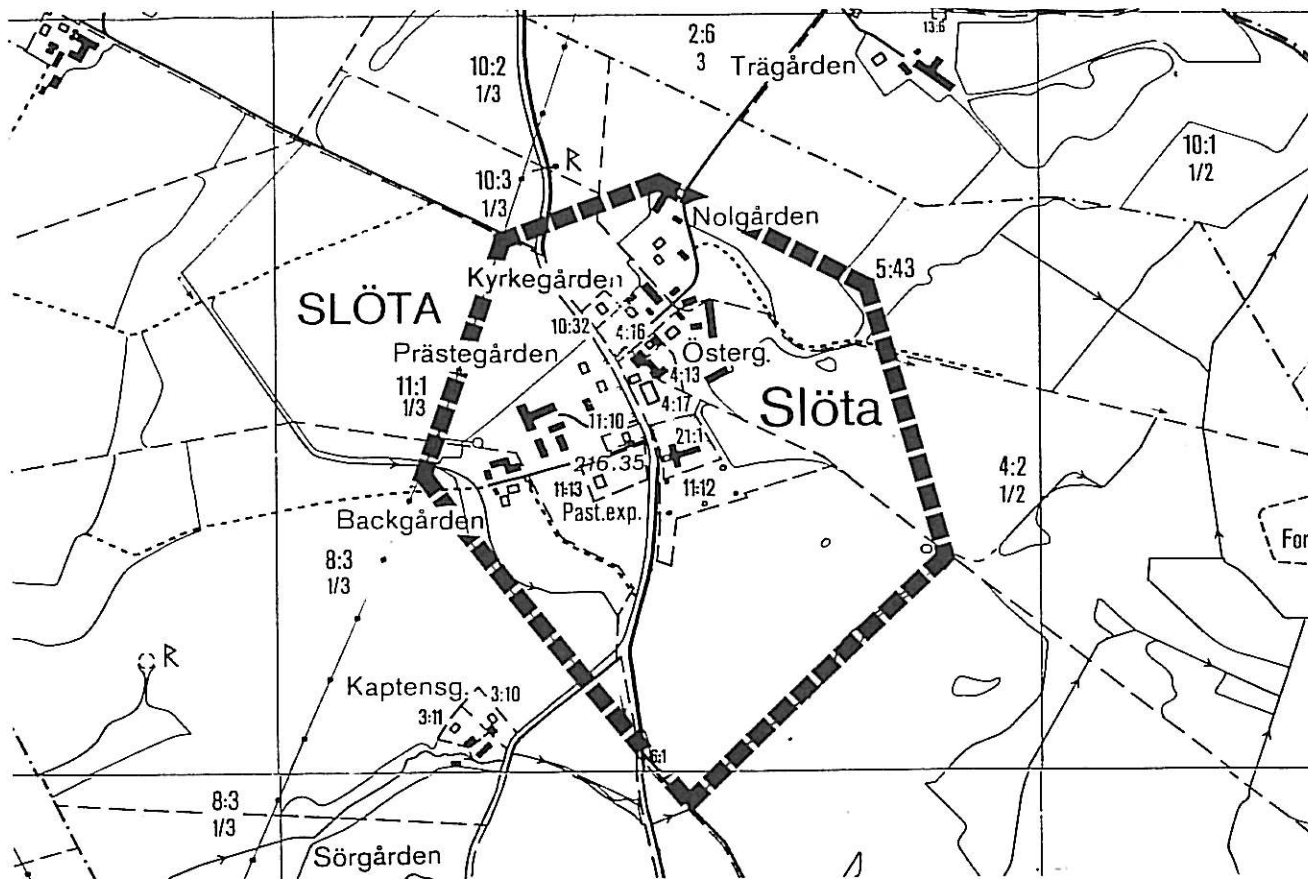 13:6
2:6
3
Trägården
10:2
1/3
10:1
1/2
R
10:3
1/3
Nolgården
5:43
Kyrkegården
SLÖTA
10:32
4:16
Prästegården
Österg.
4:13
11:1
1/3
4:17
Slöta
11:10
21:1
216.35
4:2
1/2
11:13
11:12
Past.exp.
Backgården
For
8:3
1/3
R
Kaptensg.
3:10
3:11
6:1
8:3
1/3
Sörgården